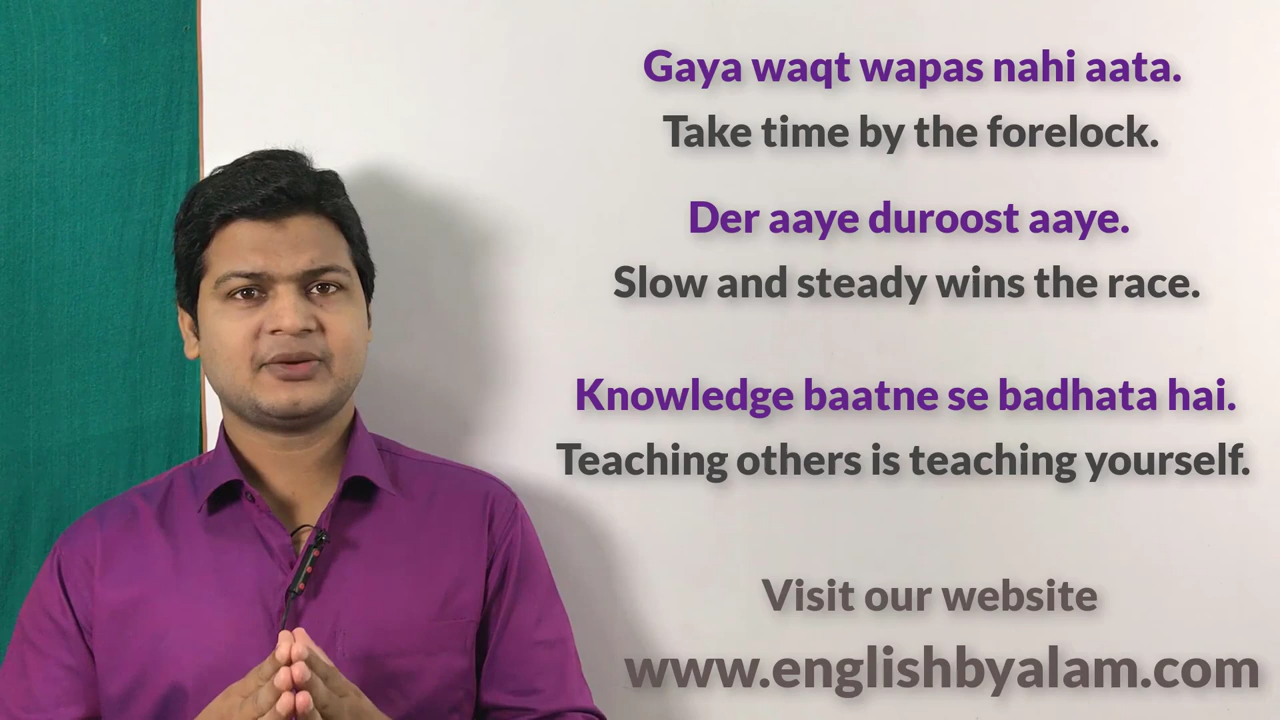 Gaya waqt wapas nahi aata.
Take time by the forelock.
Der aaye duroost aaye.
Slow and steady wins the race.
Knowledge baatne se badhata hai.
Teaching others is teaching yourself.
Visit our website
www.englishbyalam.com